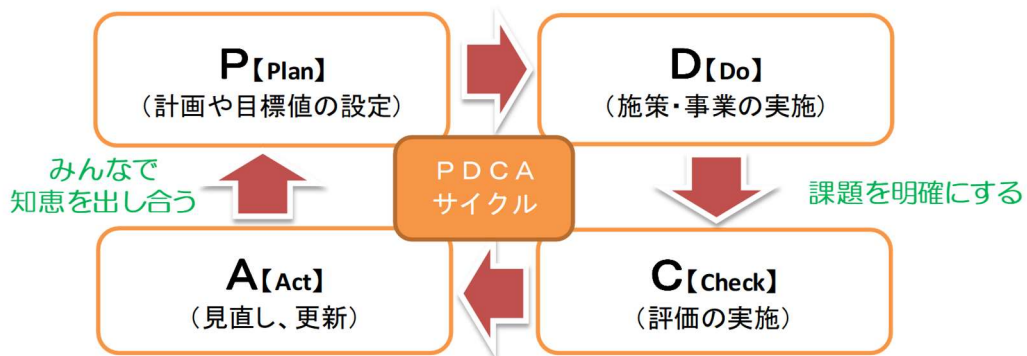 P【Plan】
(計画や目標値の設定)
D【Do】
(施策・事業の実施)
みんなで
知恵を出し合う
PDCA
サイクル
課題を明確にする
A【Act】
(見直し、更新)
C【Check】
(評価の実施)